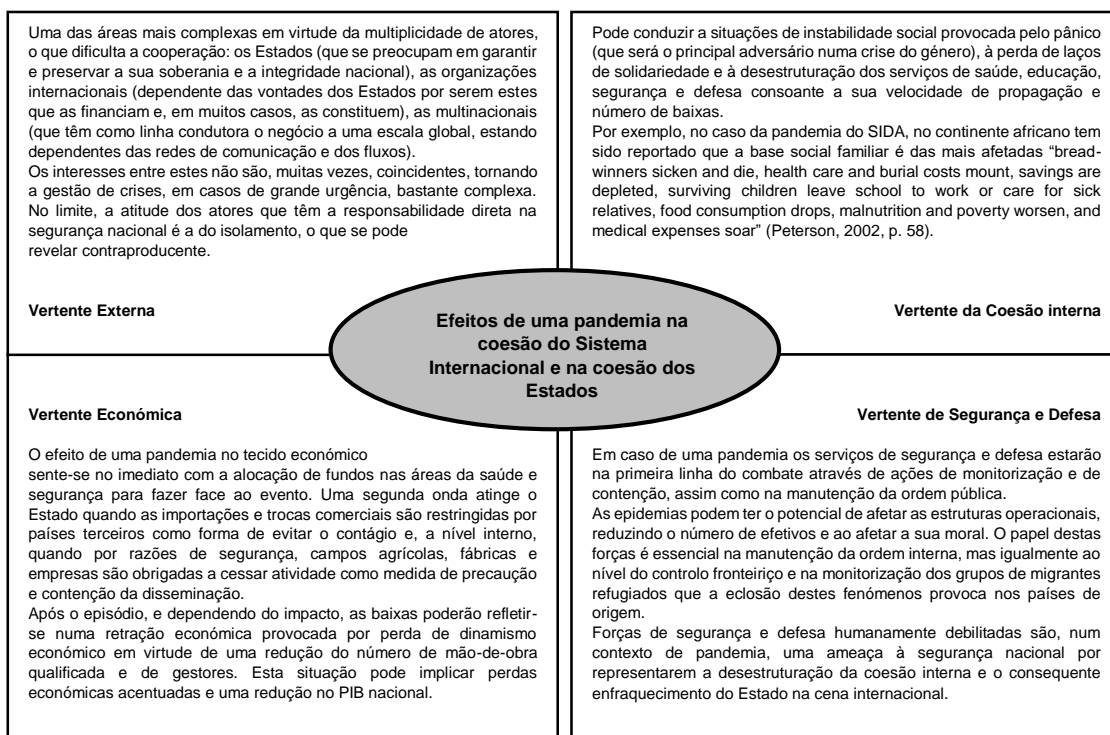 Uma das áreas mais complexas em virtude da multiplicidade de atores,
o que dificulta a cooperação: os Estados (que se preocupam em garantir
e preservar a sua soberania e a integridade nacional), as organizações
internacionais (dependente das vontades dos Estados por serem estes
que as financiam e, em muitos casos, as constituem), as multinacionais
(que têm como linha condutora o negócio a uma escala global, estando
dependentes das redes de comunicação e dos fluxos).
Os interesses entre estes não são, muitas vezes, coincidentes, tornando
a gestão de crises, em casos de grande urgência, bastante complexa.
No limite, a atitude dos atores que têm a responsabilidade direta na
segurança nacional é a do isolamento, o que se pode
revelar contraproducente.
Vertente Externa
Pode conduzir a situações de instabilidade social provocada pelo pânico
(que será o principal adversário numa crise do género), à perda de laços
de solidariedade e à desestruturação dos serviços de saúde, educação,
segurança e defesa consoante a sua velocidade de propagação e
número de baixas.
Por exemplo, no caso da pandemia do SIDA, no continente africano tem
sido reportado que a base social familiar é das mais afetadas “bread-
winners sicken and die, health care and burial costs mount, savings are
depleted, surviving children leave school to work or care for sick
relatives, food consumption drops, malnutrition and poverty worsen, and
medical expenses soar” (Peterson, 2002, p. 58).
Vertente da Coesão interna
Efeitos de uma pandemia na
coesão do Sistema
Internacional e na coesão dos
Estados
Vertente Económica
O efeito de uma pandemia no tecido económico
sente-se no imediato com a alocação de fundos nas áreas da saúde e
segurança para fazer face ao evento. Uma segunda onda atinge o
Estado quando as importações e trocas comerciais são restringidas por
países terceiros como forma de evitar o contágio e, a nível interno,
quando por razões de segurança, campos agrícolas, fábricas e
empresas são obrigadas a cessar atividade como medida de precaução
e contenção da disseminação.
Após o episódio, e dependendo do impacto, as baixas poderão refletir-
se numa retração económica provocada por perda de dinamismo
económico em virtude de uma redução do número de mão-de-obra
qualificada e de gestores. Esta situação pode implicar perdas
económicas acentuadas e uma redução no PIB nacional.
Vertente de Segurança e Defesa
Em caso de uma pandemia os serviços de segurança e defesa estarão
na primeira linha do combate através de ações de monitorização e de
contenção, assim como na manutenção da ordem pública.
As epidemias podem ter o potencial de afetar as estruturas operacionais,
reduzindo o número de efetivos e ao afetar a sua moral. O papel destas
forças é essencial na manutenção da ordem interna, mas igualmente ao
nível do controlo fronteiriço e na monitorização dos grupos de migrantes
refugiados que a eclosão destes fenómenos provoca nos países de
origem.
Forças de segurança e defesa humanamente debilitadas são, num
contexto de pandemia, uma ameaça à segurança nacional por
representarem a desestruturação da coesão interna e o consequente
enfraquecimento do Estado na cena internacional.